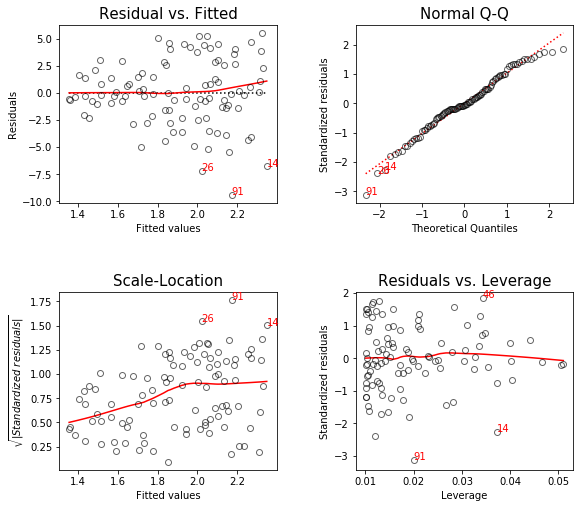 Residual vs. Fitted
Normal Q-Q
5.0
2.5
0.0
−2.5
−5.0
−7.5
−10.0
Residuals
26
14
91
1.4 1.6 1.8 2.0 2.2
Fitted values
2
1
0
−1
−2
−3
Standardized residuals
14
26
91
−2 −1 0 1 2
Theoretical Quantiles
Scale-Location
Residuals vs. Leverage
1.75
1.50
1.25
1.00
0.75
0.50
0.25
√|Standardized residuals|
91
26
14
1.4 1.6 1.8 2.0 2.2
Fitted values
2
1
0
−1
−2
−3
Standardized residuals
46
14
91
0.01 0.02 0.03 0.04 0.05
Leverage